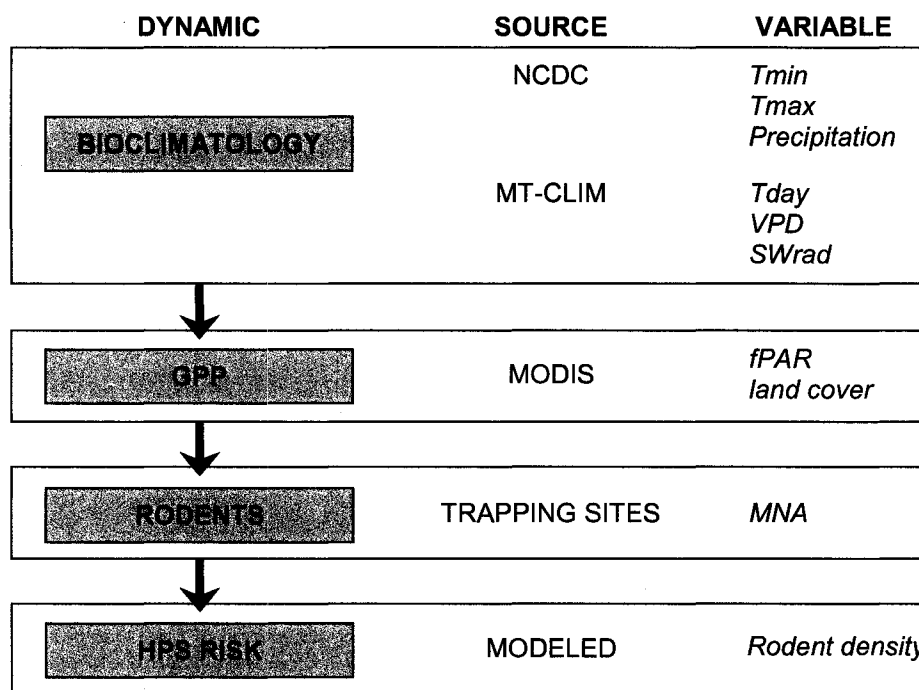 DYNAMIC SOURCE VARIABLE
NCDC Tmin
Tmax
BIOCLIMATOLOGY Precipitation
MT-CLIM Tday
VPD
SWrad
GPP MODIS fPAR
land cover
RODENTS TRAPPING SITES MNA
HPS RISK MODELED Rodent density